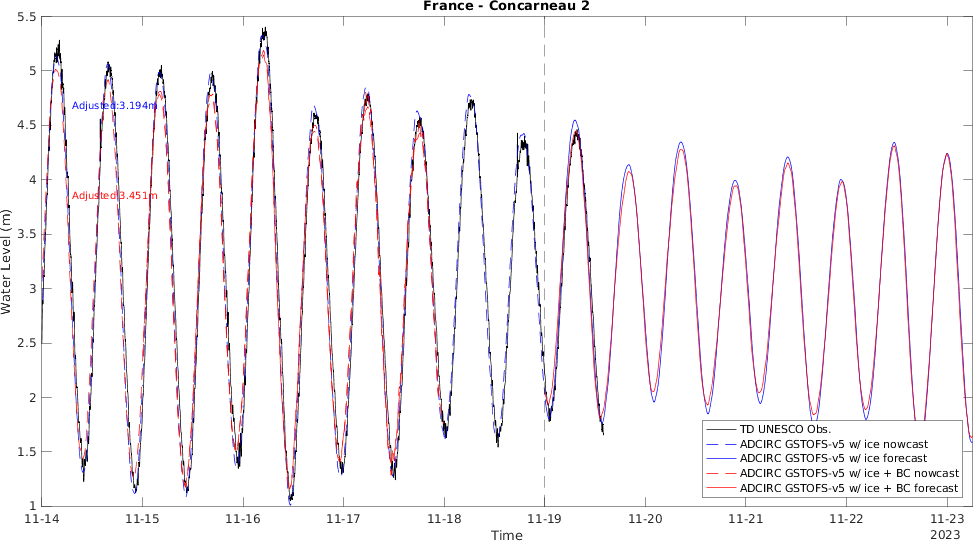 France - Concarneau 2
5.5
5
4.5
4
3.5
3
2.5
2
1.5
1
Water Level (m)
Adjusted:3.194m
Adjusted:3.451m
TD UNESCO Obs.
ADCIRC GSTOFS-v5 w/ ice nowcast
ADCIRC GSTOFS-v5 w/ ice forecast
ADCIRC GSTOFS-v5 w/ ice + BC nowcast
ADCIRC GSTOFS-v5 w/ ice + BC forecast
11-14 11-15 11-16 11-17 11-18 11-19 11-20 11-21 11-22 11-23
Time
2023